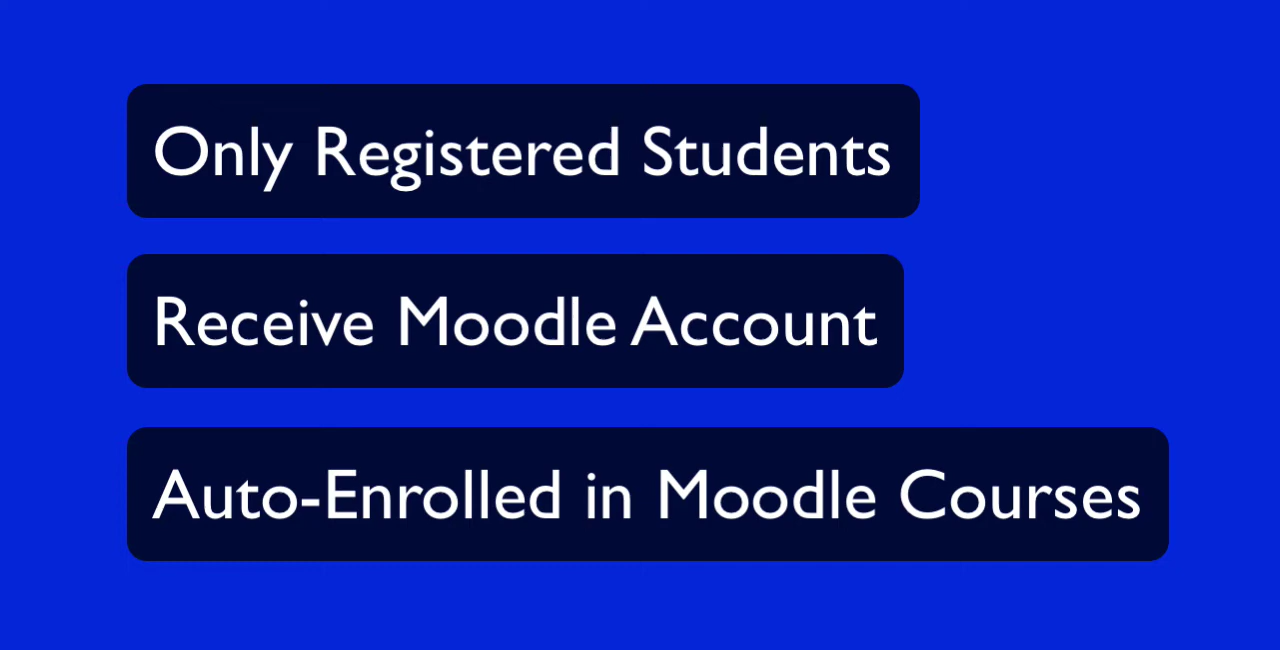 Only Registered Students
Receive Moodle Account
Auto-Enrolled in Moodle Courses